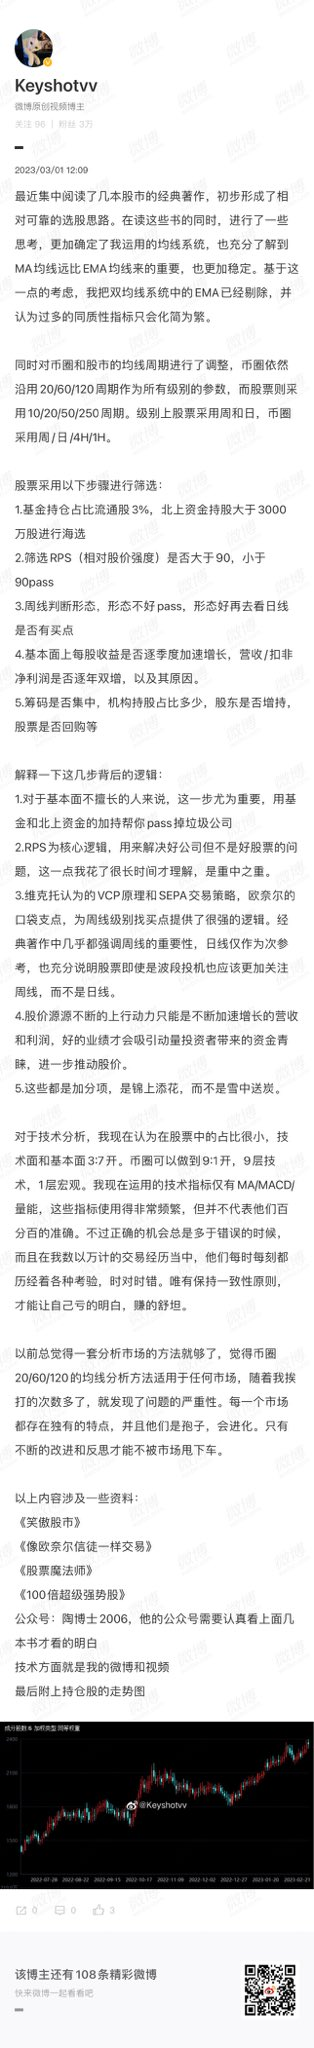 Keyshotvv
微博原创视频博主
关注 96 | 粉丝 3万
2023/03/01 12:09
最近集中阅读了几本股市的经典著作，初步形成了相
对可靠的选股思路。在读这些书的同时，进行了一些
思考，更加确定了我运用的均线系统，也充分了解到
MA均线远比EMA均线来的重要，也更加稳定。基于这
一点的考虑，我把双均线系统中的EMA已经剔除，并
认为过多的同质性指标只会化简为繁。
同时对币圈和股市的均线周期进行了调整，币圈依然
沿用20/60/120周期作为所有级别的参数，而股票则采
用10/20/50/250周期。级别上股票采用周和日，币圈
采用周/日/4H/1H。
股票采用以下步骤进行筛选：
1.基金持仓占比流通股3%，北上资金持股大于3000
万股进行海选
2.筛选RPS（相对股价强度）是否大于90，小于
90pass
3.周线判断形态，形态不好pass，形态好再去看日线
是否有买点
4.基本面上每股收益是否逐季度加速增长，营收/扣非
净利润是否逐年双增，以及其原因。
5.筹码是否集中，机构持股占比多少，股东是否增持，
股票是否回购等
解释一下这几步背后的逻辑：
1.对于基本面不擅长的人来说，这一步尤为重要，用基
金和北上资金的加持帮你pass掉垃圾公司
2.RPS为核心逻辑，用来解决好公司但不是好股票的问
题，这一点我花了很长时间才理解，是重中之重。
3.维克托认为的VCP原理和SEPA交易策略，欧奈尔的
口袋支点，为周线级别找买点提供了很强的逻辑。经
典著作中几乎都强调周线的重要性，日线仅作为次参
考，也充分说明股票即使是波段投机也应该更加关注
周线，而不是日线。
4.股价源源不断的上行动力只能是不断加速增长的营收
和利润，好的业绩才会吸引动量投资者带来的资金青
睐，进一步推动股价。
5.这些都是加分项，是锦上添花，而不是雪中送炭。
对于技术分析，我现在认为在股票中的占比很小，技
术面和基本面3:7开。币圈可以做到9:1开，9层技
术，1层宏观。我现在运用的技术指标仅有MA/MACD/
量能，这些指标使用得非常频繁，但并不代表他们百
分百的准确。不过正确的机会总是多于错误的时候，
而且在我数以万计的交易经历当中，他们每时每刻都
历经着各种考验，时对时错。唯有保持一致性原则，
才能让自己亏的明白，赚的舒坦。
以前总觉得一套分析市场的方法就够了，觉得币圈
20/60/120的均线分析方法适用于任何市场，随着我挨
打的次数多了，就发现了问题的严重性。每一个市场
都存在独有的特点，并且他们是孢子，会进化。只有
不断的改进和反思才能不被市场甩下车。
以上内容涉及一些资料：
《笑傲股市》
《像欧奈尔信徒一样交易》
《股票魔法师》
《100倍超级强势股》
公众号：陶博士2006，他的公众号需要认真看上面几
本书才看的明白
技术方面就是我的微博和视频
最后附上持仓股的走势图
成分股数:6 加权类型:同等权重
2400
2100
1800
1500
1200
@Keyshotvv
2022-07-26 2022-08-22 2022-09-15 2022-10-17 2022-11-09 2022-12-02 2022-12-27 2023-01-20 2023-02-21
0 0 3
该博主还有108条精彩微博
快来微博一起看看吧